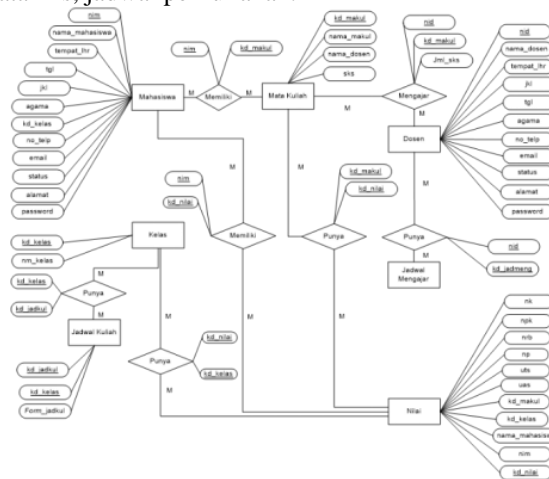 nim
nama_mahasiswa
tempat_lhr
tgl
jkl
agama
kd_kelas
no_telp
email
status
alamat
password
Mahasiswa
M
Memiliki
M
nim
kd_makul
Mata Kuliah
kd_makul
nama_makul
nama_dosen
sks
M
Mengajar
M
nid
kd_makul
Jml_sks
Dosen
nid
nama_dosen
tempat_lhr
jkl
tgl
agama
no_telp
email
status
alamat
password
M
Memiliki
M
nim
kd_nilai
M
Punya
M
kd_makul
kd_nilai
M
Punya
M
nid
kd_jadmeng
Jadwal
Mengajar
Kelas
kd_kelas
nm_kelas
M
Punya
M
kd_kelas
kd_jadkul
Jadwal Kuliah
kd_jadkul
kd_kelas
Form_jadkul
M
Punya
M
kd_nilai
kd_kelas
Nilai
nk
npk
nrb
np
uts
uas
kd_makul
kd_kelas
nama_mahasisw
nim
kd_nilai